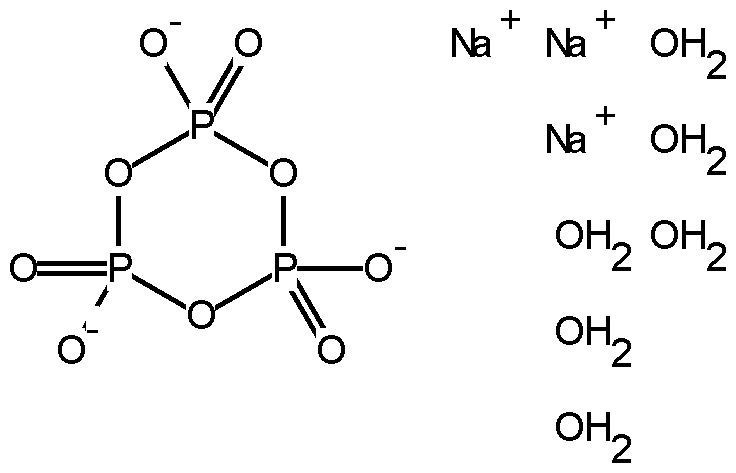 O- O Na+ Na+ OH2
P Na+ OH2
O O
OH2 OH2
O P P O-
O
O- O OH2
OH2